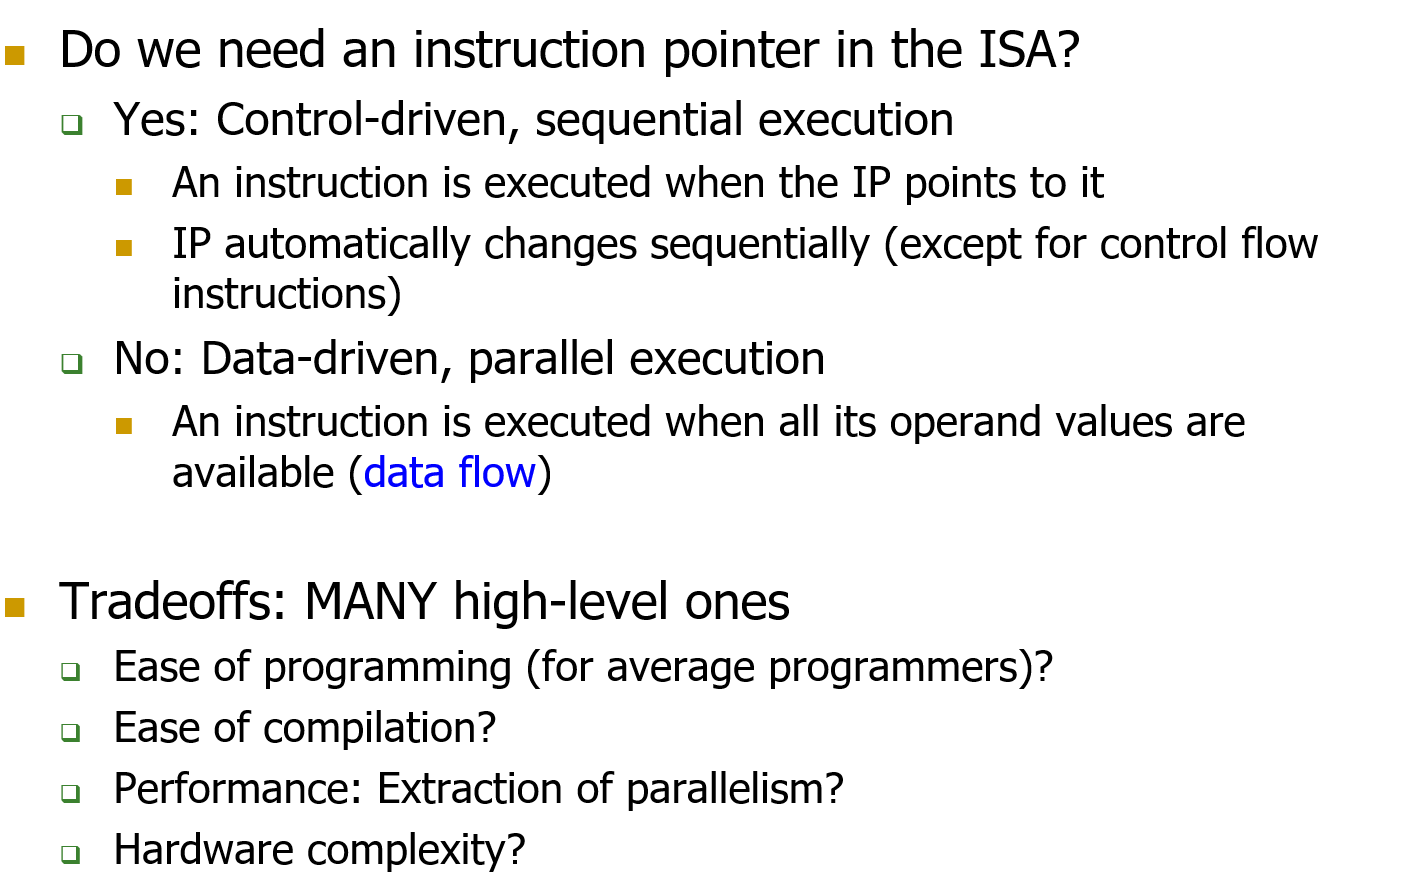 Do we need an instruction pointer in the ISA?
Yes: Control-driven, sequential execution
An instruction is executed when the IP points to it
IP automatically changes sequentially (except for control flow
instructions)
No: Data-driven, parallel execution
An instruction is executed when all its operand values are
available (data flow)
Tradeoffs: MANY high-level ones
Ease of programming (for average programmers)?
Ease of compilation?
Performance: Extraction of parallelism?
Hardware complexity?